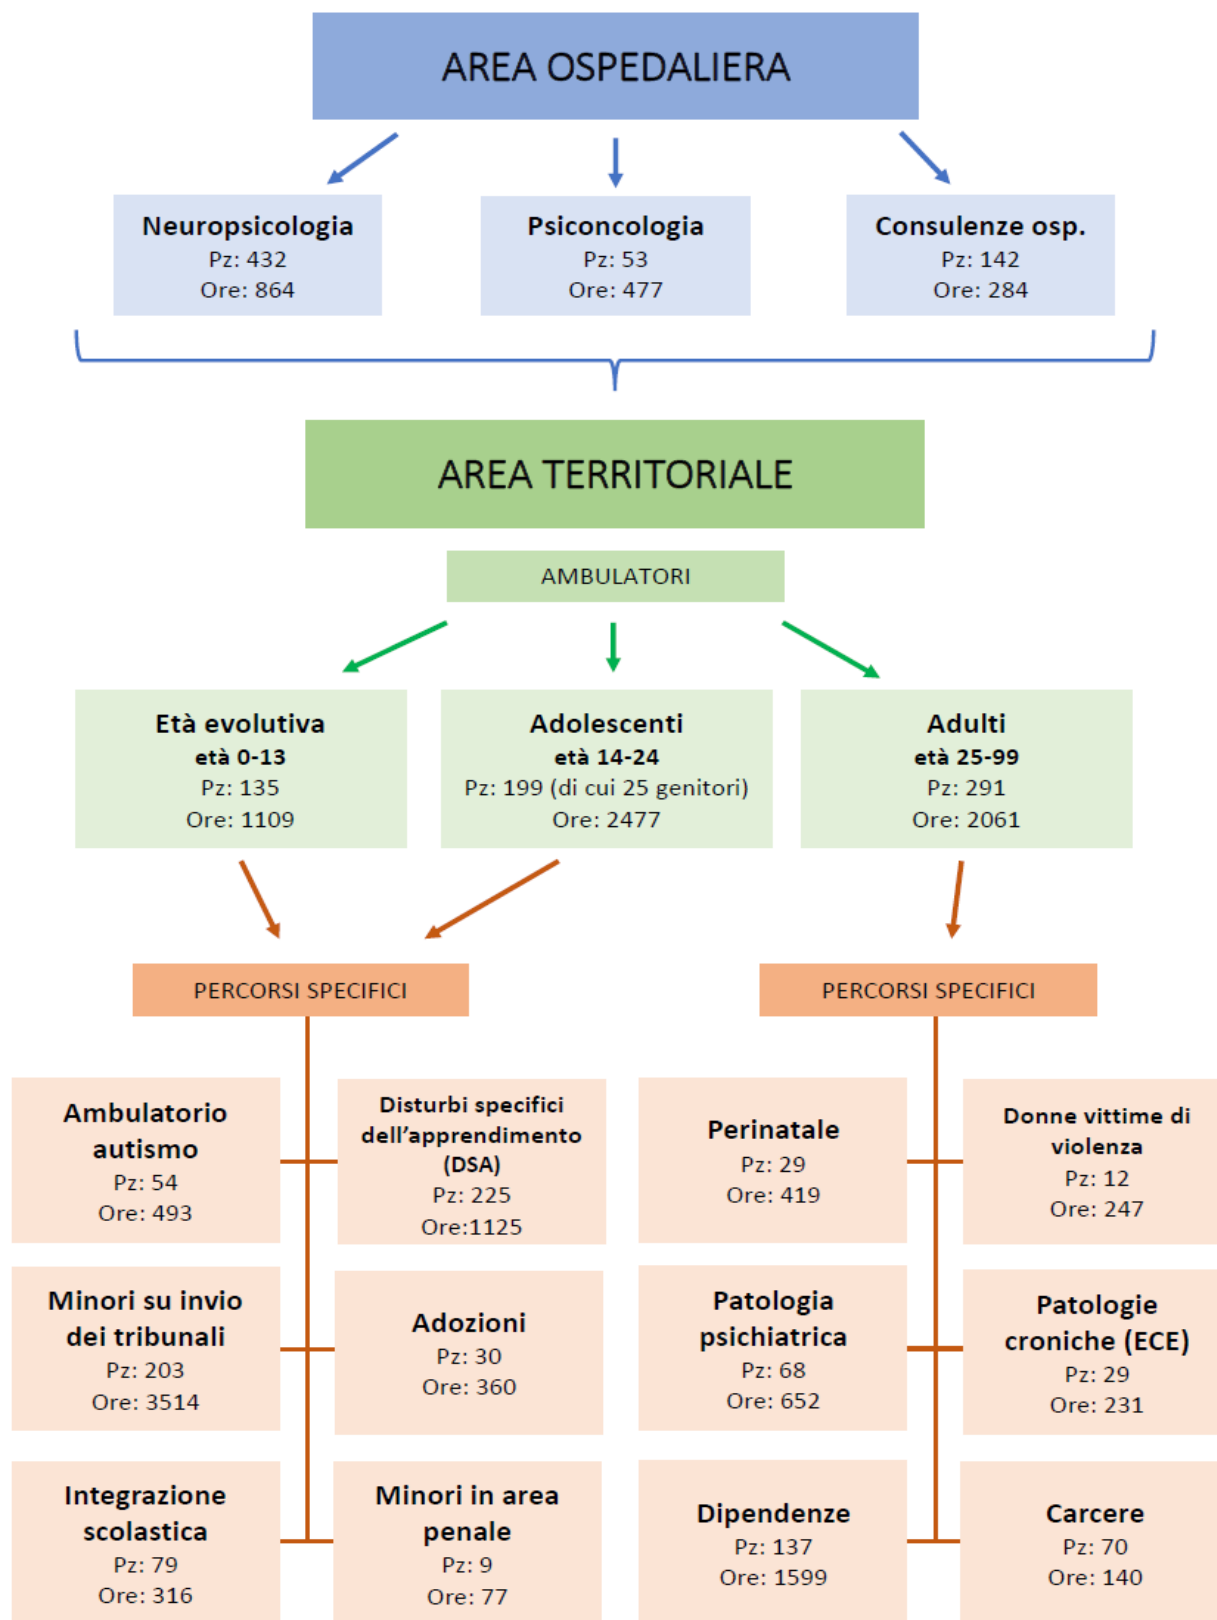 AREA OSPEDALIERA
Neuropsicologia
Pz: 432
Ore: 864
Psiconcologia
Pz: 53
Ore: 477
Consulenze osp.
Pz: 142
Ore: 284
AREA TERRITORIALE
AMBULATORI
Età evolutiva
età 0-13
Pz: 135
Ore: 1109
Adolescenti
età 14-24
Pz: 199 (di cui 25 genitori)
Ore: 2477
Adulti
età 25-99
Pz: 291
Ore: 2061
PERCORSI SPECIFICI
Ambulatorio
autismo
Pz: 54
Ore: 493
Disturbi specifici
dell’apprendimento
(DSA)
Pz: 225
Ore:1125
Minori su invio
dei tribunali
Pz: 203
Ore: 3514
Adozioni
Pz: 30
Ore: 360
Integrazione
scolastica
Pz: 79
Ore: 316
Minori in area
penale
Pz: 9
Ore: 77
PERCORSI SPECIFICI
Perinatale
Pz: 29
Ore: 419
Donne vittime di
violenza
Pz: 12
Ore: 247
Patologia
psichiatrica
Pz: 68
Ore: 652
Patologie
croniche (ECE)
Pz: 29
Ore: 231
Dipendenze
Pz: 137
Ore: 1599
Carcere
Pz: 70
Ore: 140